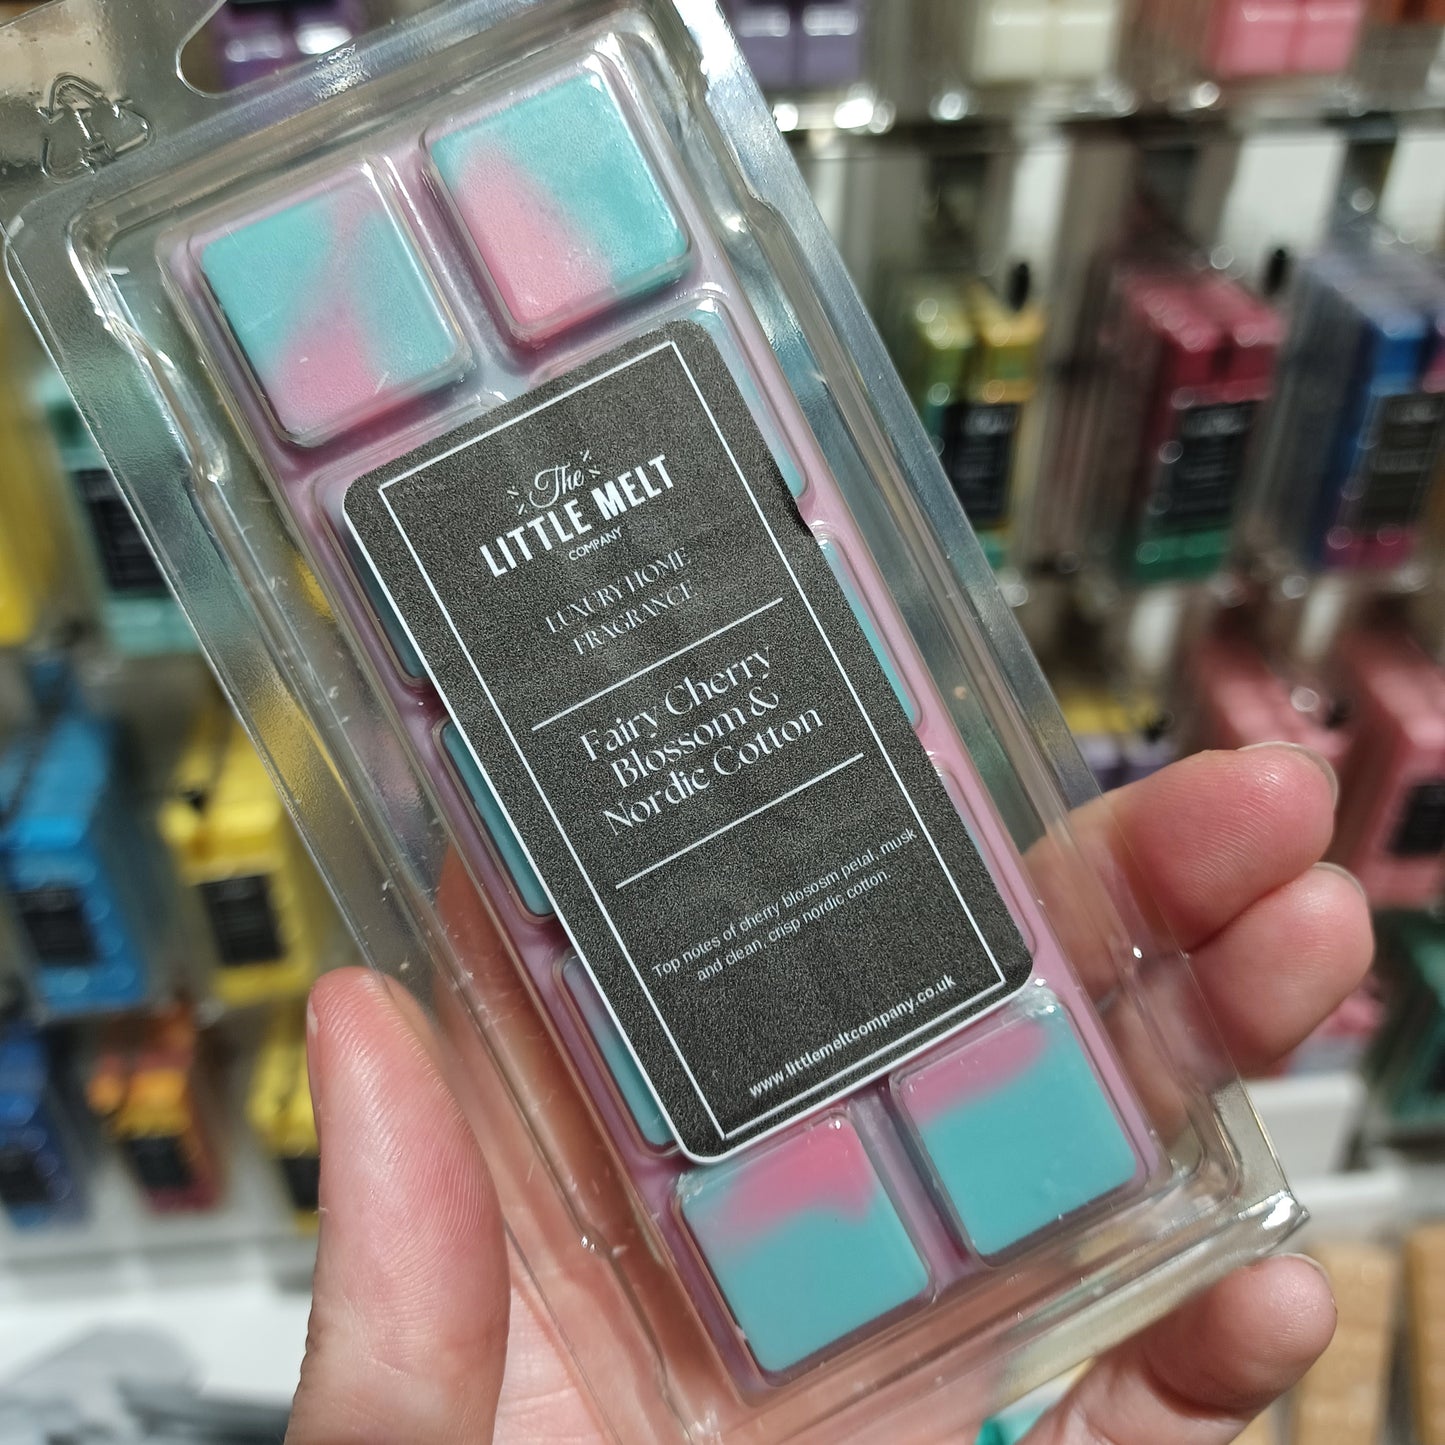 The
LITTLE MELT
COMPANY
LUXURY HOME
FRAGRANCE
Fairy Cherry
Blossom &
Nordic Cotton
Top notes of cherry blososm petal, musk
and clean, crisp nordic cotton.
www.littlemeltcompany.co.uk